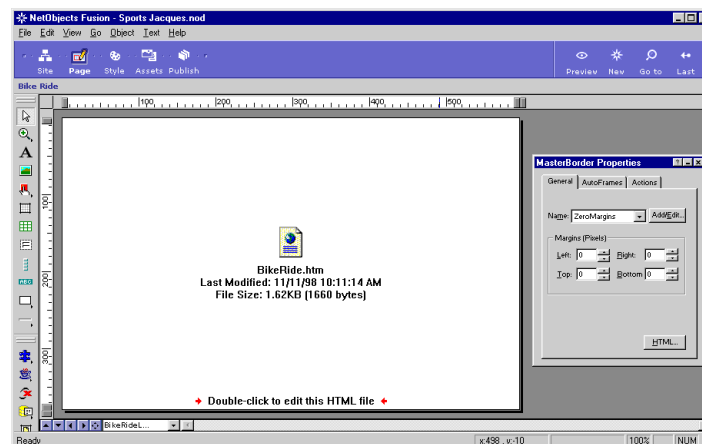 NetObjects Fusion - Sports Jacques.nod
File Edit View Go Object Text Help
Site Page Style Assets Publish Preview New Go to Last
Bike Ride
100 200 300 400 500
MasterBorder Properties
General AutoFrames Actions
Name: ZeroMargins Add/Edit...
Margins (Pixels)
Left: 0 Right: 0
Top: 0 Bottom 0
HTML...
100
200
300
BikeRide.htm
Last Modified: 11/11/98 10:11:14 AM
File Size: 1.62KB (1660 bytes)
Double-click to edit this HTML file
BikeRideL...
Ready x:498, y:-10 100% NUM